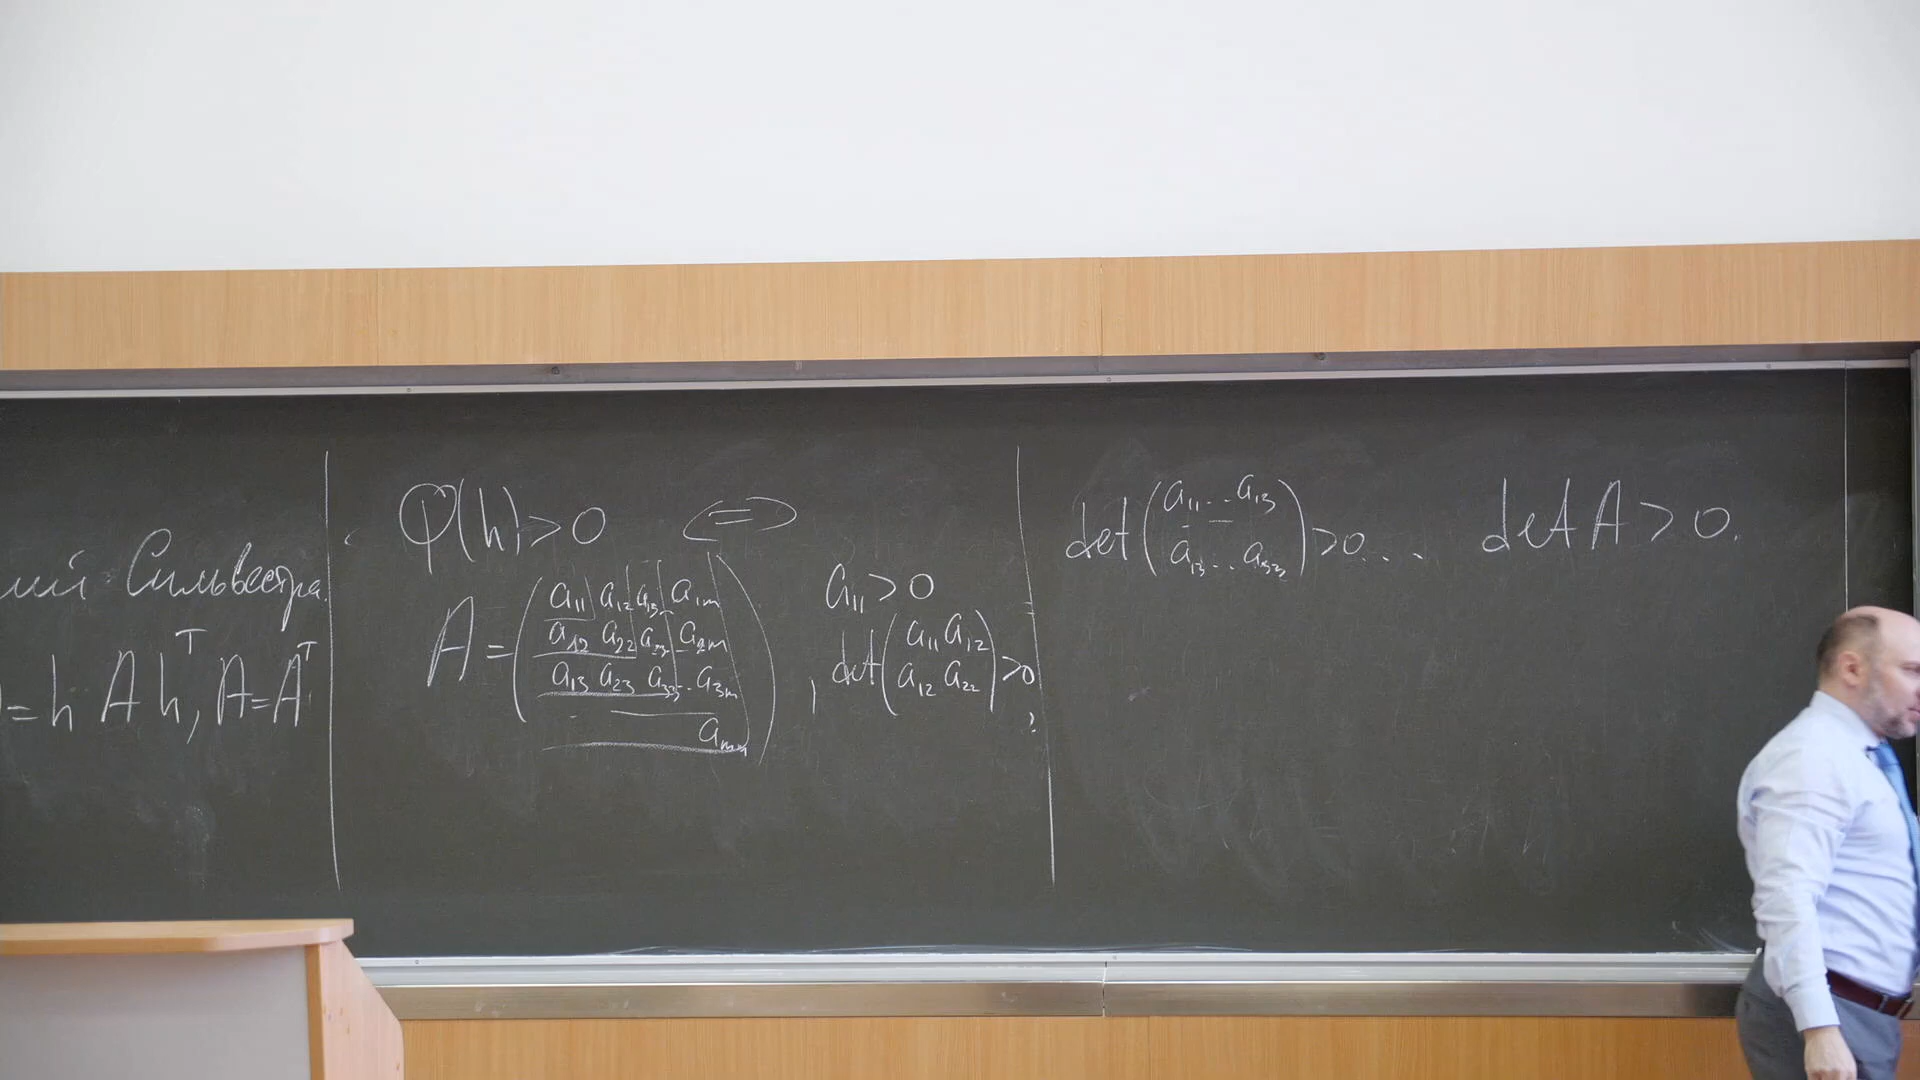 Сильвестра.
= h A hᵀ, A = Aᵀ
φ(h) > 0 ⟺
A = (a₁₁ a₁₂ a₁₃ a₁ₘ
a₁₂ a₂₂ a₂₃ a₂ₘ
a₁₃ a₂₃ a₃₃ … a₃ₘ
aₘₘ)
a₁₁ > 0
, det (a₁₁ a₁₂
a₁₂ a₂₂) > 0
det (a₁₁ … a₁₃
a₁₃ … a₃₃) > 0 … det A > 0.